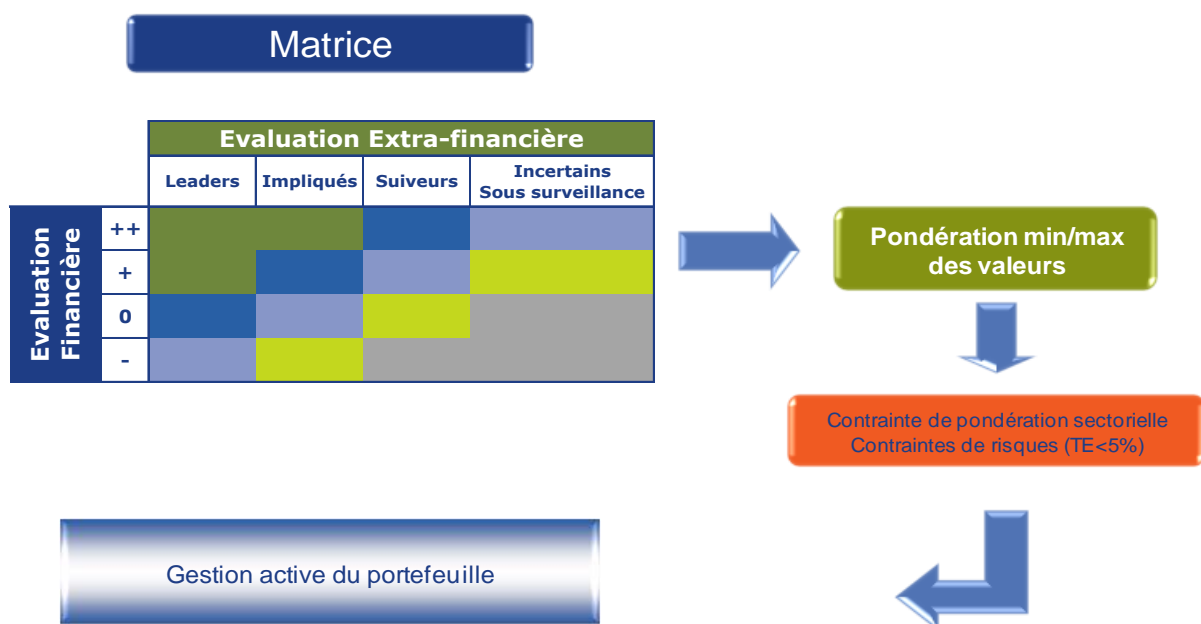 Matrice
Evaluation Extra-financière
Leaders
Impliqués
Suiveurs
Incertains
Sous surveillance
Evaluation
Financière
++
+
0
-
Pondération min/max
des valeurs
Contrainte de pondération sectorielle
Contraintes de risques (TE<5%)
Gestion active du portefeuille